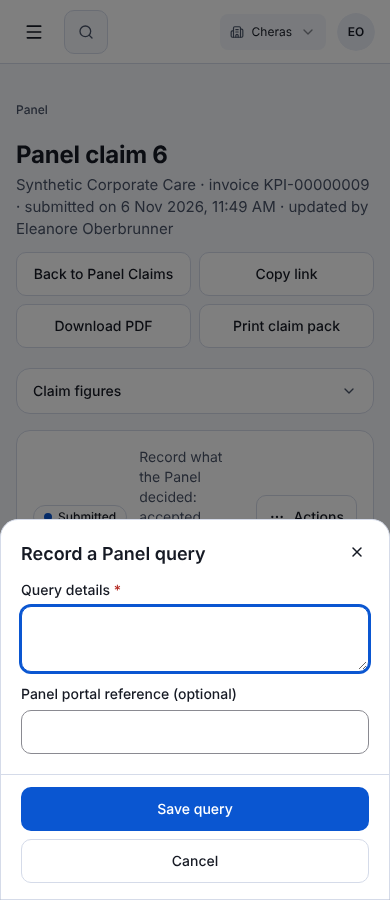 Cheras
EO
Panel
Panel claim 6
Synthetic Corporate Care · invoice KPI-00000009
· submitted on 6 Nov 2026, 11:49 AM · updated by
Eleanore Oberbrunner
Back to Panel Claims
Copy link
Download PDF
Print claim pack
Claim figures
Record what
the Panel
decided:
accepted
Submitted
Actions
Record a Panel query
Query details *
Panel portal reference (optional)
Save query
Cancel